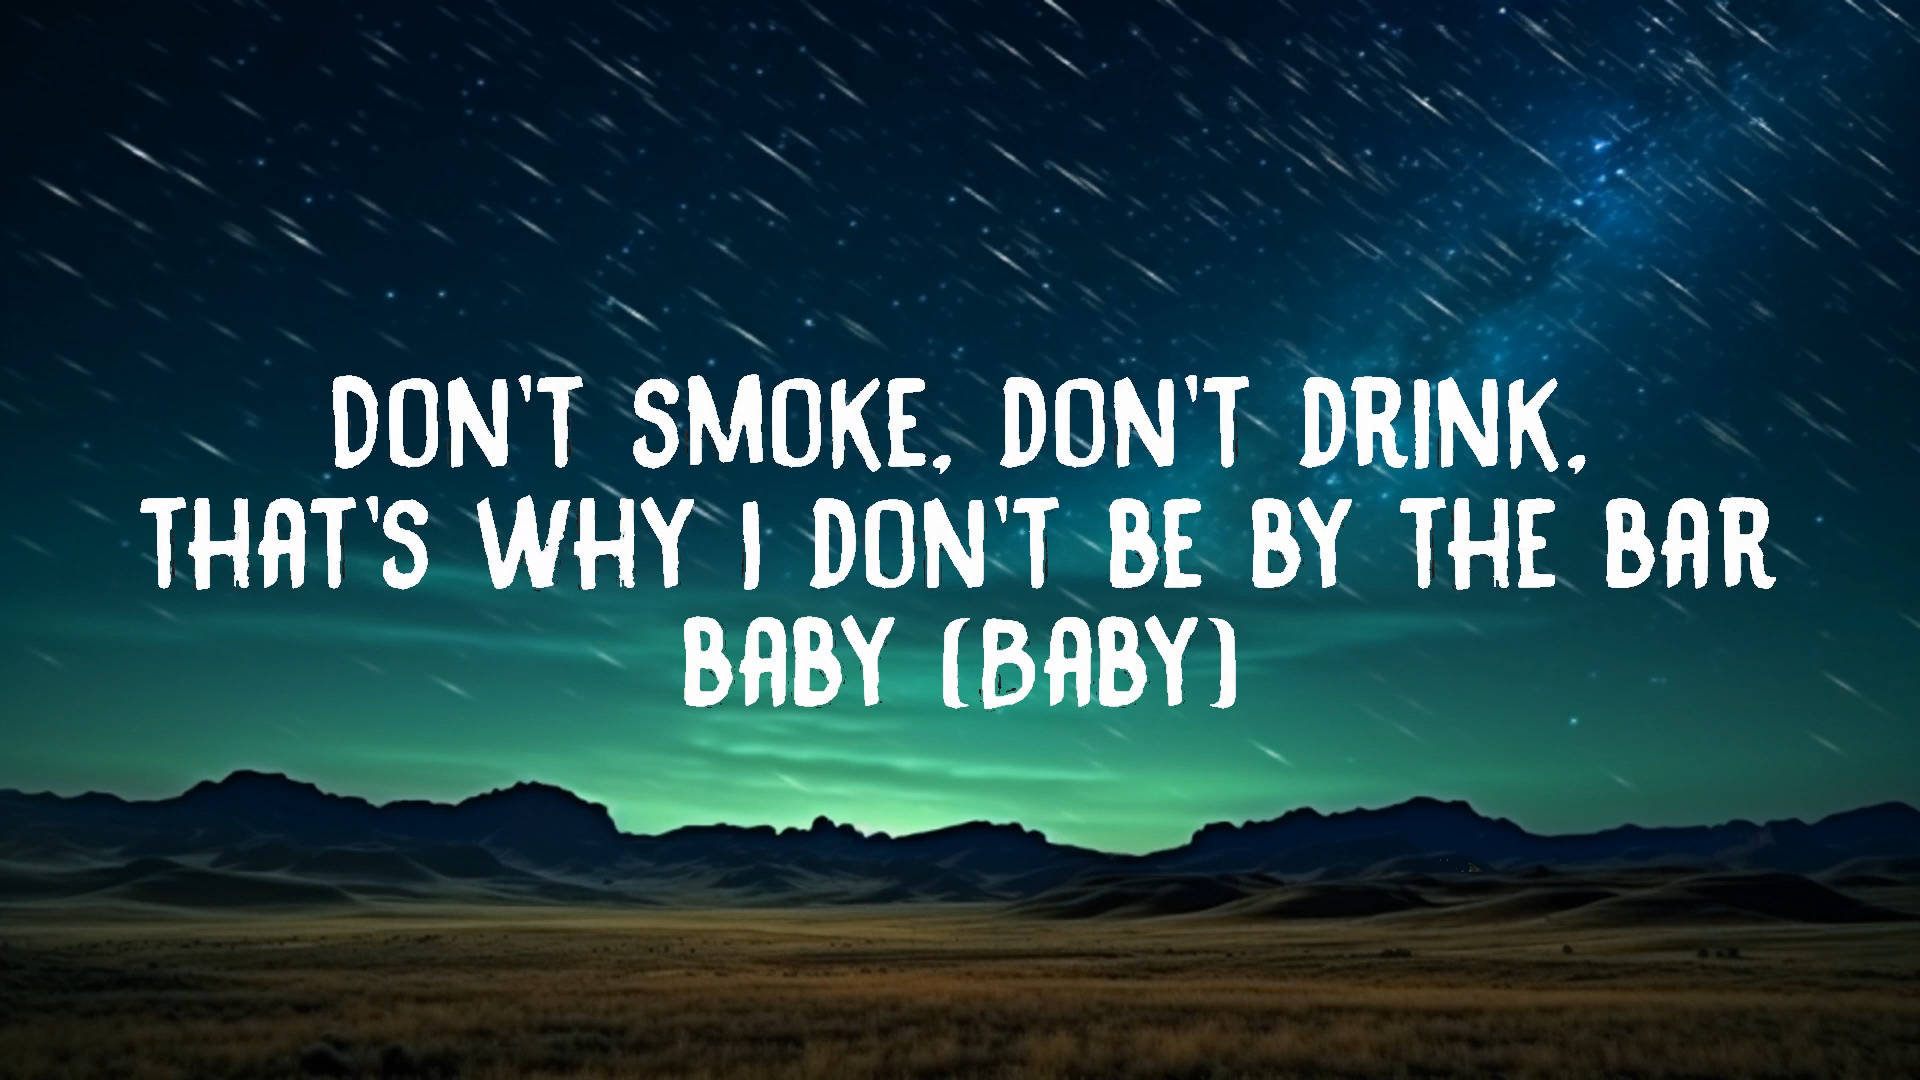 DON'T SMOKE, DON'T DRINK,
THAT'S WHY I DON'T BE BY THE BAR
BABY (BABY)